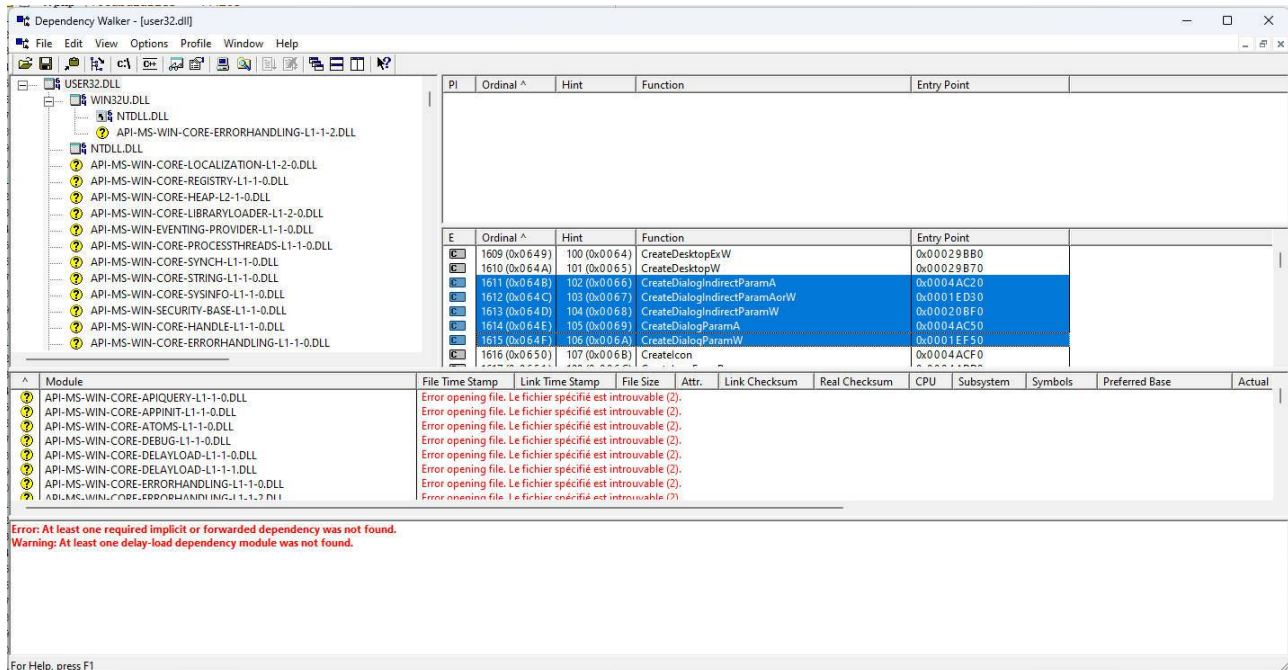 Dependency Walker - [user32.dll]
File Edit View Options Profile Window Help
USER32.DLL
WIN32U.DLL
NTDLL.DLL
API-MS-WIN-CORE-ERRORHANDLING-L1-1-2.DLL
NTDLL.DLL
API-MS-WIN-CORE-LOCALIZATION-L1-2-0.DLL
API-MS-WIN-CORE-REGISTRY-L1-1-0.DLL
API-MS-WIN-CORE-HEAP-L2-1-0.DLL
API-MS-WIN-CORE-LIBRARYLOADER-L1-2-0.DLL
API-MS-WIN-EVENTING-PROVIDER-L1-1-0.DLL
API-MS-WIN-CORE-PROCESSTHREADS-L1-1-0.DLL
API-MS-WIN-CORE-SYNCH-L1-1-0.DLL
API-MS-WIN-CORE-STRING-L1-1-0.DLL
API-MS-WIN-CORE-SYSINFO-L1-1-0.DLL
API-MS-WIN-SECURITY-BASE-L1-1-0.DLL
API-MS-WIN-CORE-HANDLE-L1-1-0.DLL
API-MS-WIN-CORE-ERRORHANDLING-L1-1-0.DLL
PI Ordinal ^ Hint Function Entry Point
E Ordinal ^ Hint Function Entry Point
C 1609 (0x0649) 100 (0x0064) CreateDesktopExW 0x00029BB0
C 1610 (0x064A) 101 (0x0065) CreateDesktopW 0x00029B70
C 1611 (0x064B) 102 (0x0066) CreateDialogIndirectParamA 0x0004AC20
C 1612 (0x064C) 103 (0x0067) CreateDialogIndirectParamAorW 0x0001ED30
C 1613 (0x064D) 104 (0x0068) CreateDialogIndirectParamW 0x00020BF0
C 1614 (0x064E) 105 (0x0069) CreateDialogParamA 0x0004AC50
C 1615 (0x064F) 106 (0x006A) CreateDialogParamW 0x0001EF50
C 1616 (0x0650) 107 (0x006B) CreateIcon 0x0004ACF0
^ Module File Time Stamp Link Time Stamp File Size Attr. Link Checksum Real Checksum CPU Subsystem Symbols Preferred Base Actual
API-MS-WIN-CORE-APIQUERY-L1-1-0.DLL Error opening file. Le fichier spécifié est introuvable (2).
API-MS-WIN-CORE-APPINIT-L1-1-0.DLL Error opening file. Le fichier spécifié est introuvable (2).
API-MS-WIN-CORE-ATOMS-L1-1-0.DLL Error opening file. Le fichier spécifié est introuvable (2).
API-MS-WIN-CORE-DEBUG-L1-1-0.DLL Error opening file. Le fichier spécifié est introuvable (2).
API-MS-WIN-CORE-DELAYLOAD-L1-1-0.DLL Error opening file. Le fichier spécifié est introuvable (2).
API-MS-WIN-CORE-DELAYLOAD-L1-1-1.DLL Error opening file. Le fichier spécifié est introuvable (2).
API-MS-WIN-CORE-ERRORHANDLING-L1-1-0.DLL Error opening file. Le fichier spécifié est introuvable (2).
API-MS-WIN-CORE-ERRORHANDLING-L1-1-2.DLL Error opening file. Le fichier spécifié est introuvable (2).
Error: At least one required implicit or forwarded dependency was not found.
Warning: At least one delay-load dependency module was not found.
For Help, press F1